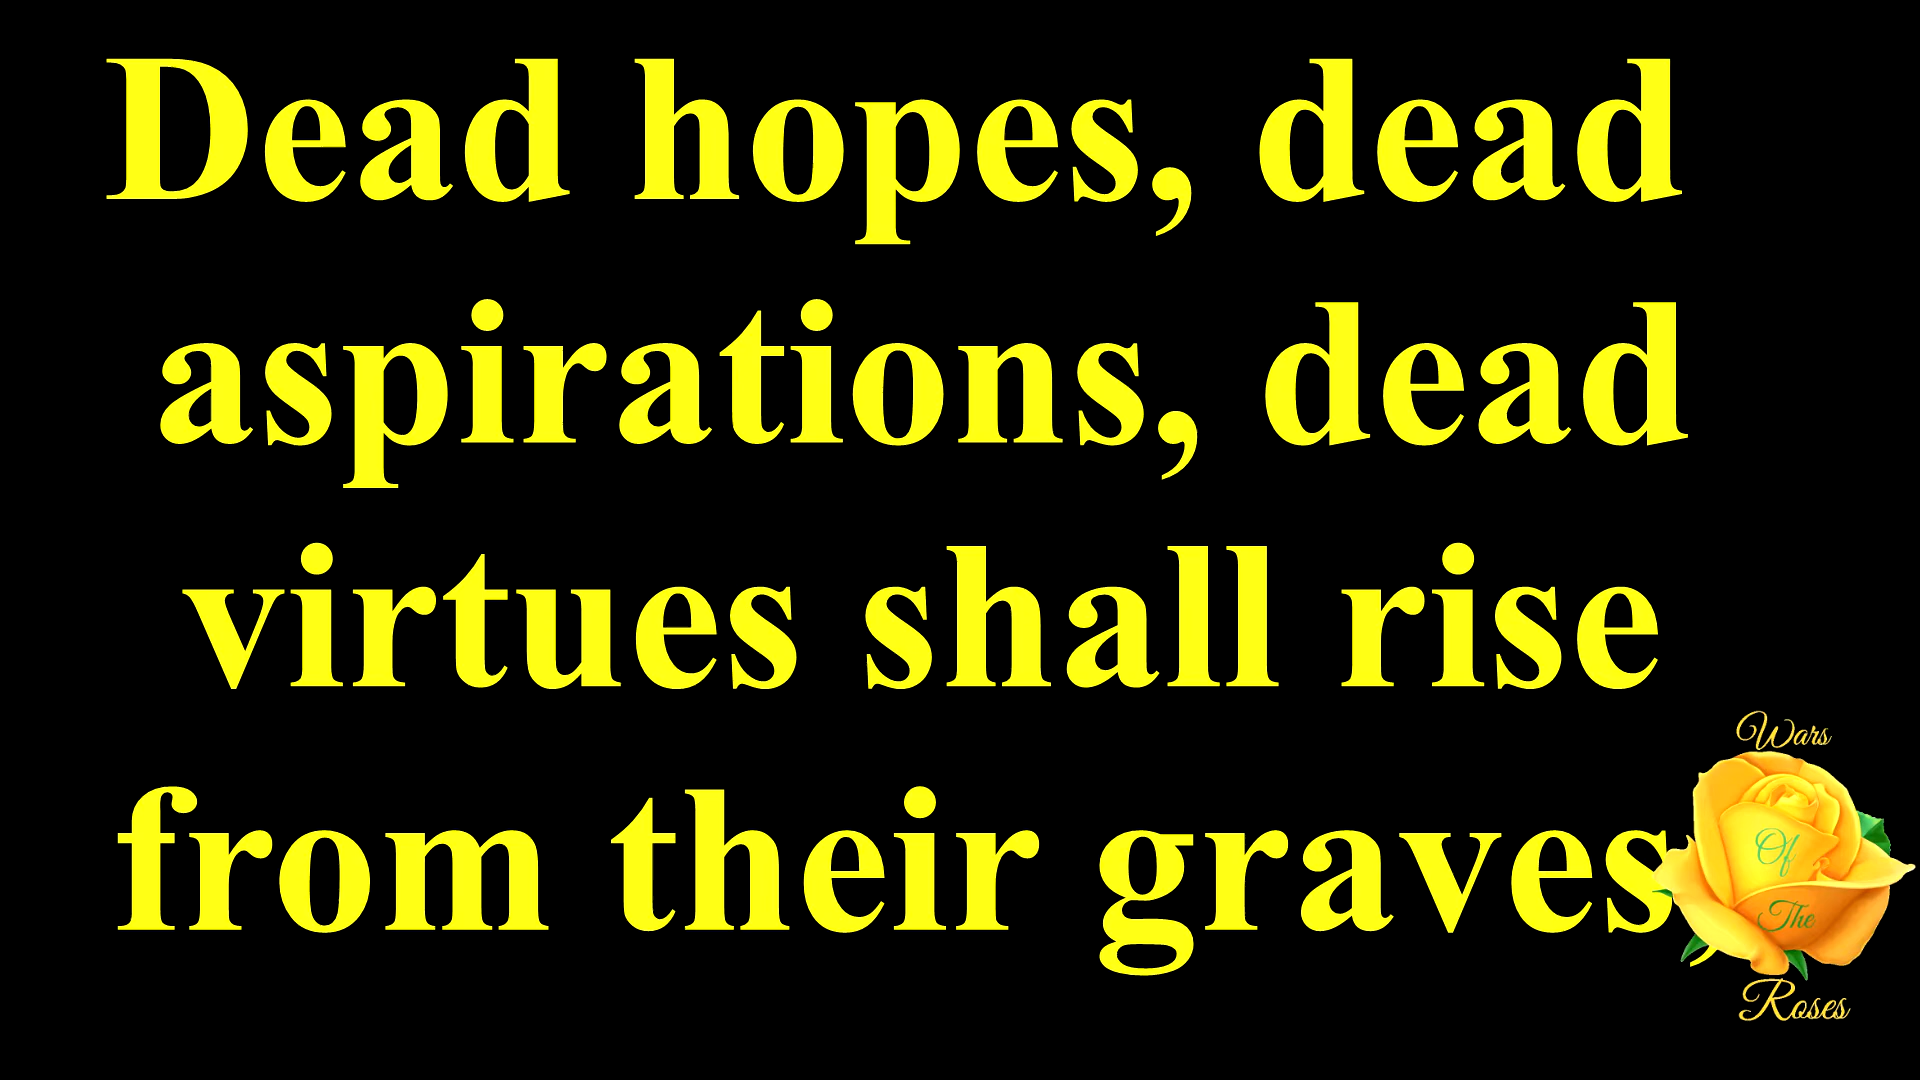 Dead hopes, dead
aspirations, dead
virtues shall rise
from their graves,
Wars
Of
The
Roses